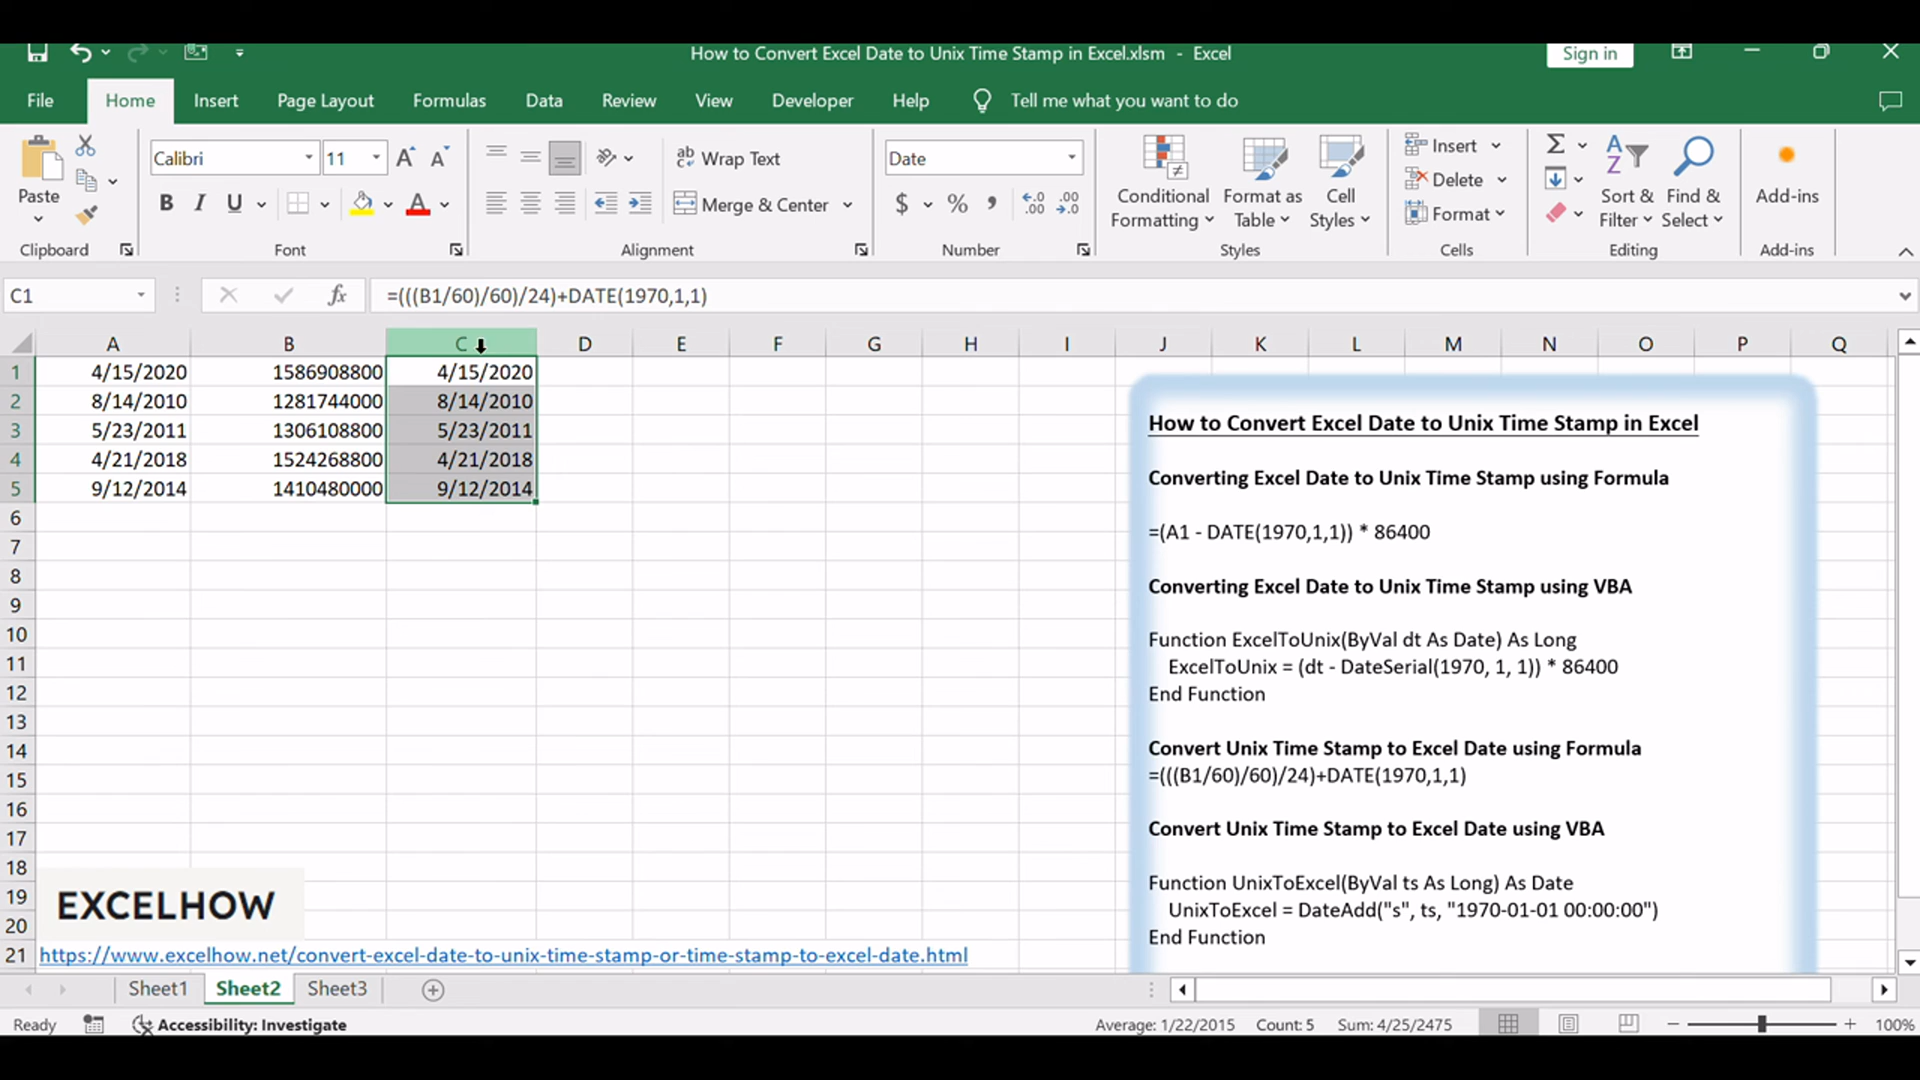 How to Convert Excel Date to Unix Time Stamp in Excel.xlsm - Excel
Sign in
File Home Insert Page Layout Formulas Data Review View Developer Help Tell me what you want to do
Paste
Clipboard
Calibri 11
B I U A
Font
Wrap Text
Merge & Center
Alignment
Date
$ % , .0 .00 .00 .0
Number
Conditional Formatting
Format as Table
Cell Styles
Styles
Insert
Delete
Format
Cells
Sort & Filter
Find & Select
Editing
Add-ins
Add-ins
C1 fx =(((B1/60)/60)/24)+DATE(1970,1,1)
A B C D E F G H I J K L M N O P Q
1 4/15/2020 1586908800 4/15/2020
2 8/14/2010 1281744000 8/14/2010
3 5/23/2011 1306108800 5/23/2011
4 4/21/2018 1524268800 4/21/2018
5 9/12/2014 1410480000 9/12/2014
6
7
8
9
10
11
12
13
14
15
16
17
18
19
20
21
How to Convert Excel Date to Unix Time Stamp in Excel
Converting Excel Date to Unix Time Stamp using Formula
=(A1 - DATE(1970,1,1)) * 86400
Converting Excel Date to Unix Time Stamp using VBA
Function ExcelToUnix(ByVal dt As Date) As Long
ExcelToUnix = (dt - DateSerial(1970, 1, 1)) * 86400
End Function
Convert Unix Time Stamp to Excel Date using Formula
=(((B1/60)/60)/24)+DATE(1970,1,1)
Convert Unix Time Stamp to Excel Date using VBA
Function UnixToExcel(ByVal ts As Long) As Date
UnixToExcel = DateAdd("s", ts, "1970-01-01 00:00:00")
End Function
EXCELHOW
https://www.excelhow.net/convert-excel-date-to-unix-time-stamp-or-time-stamp-to-excel-date.html
Sheet1 Sheet2 Sheet3
Ready Accessibility: Investigate Average: 1/22/2015 Count: 5 Sum: 4/25/2475 100%